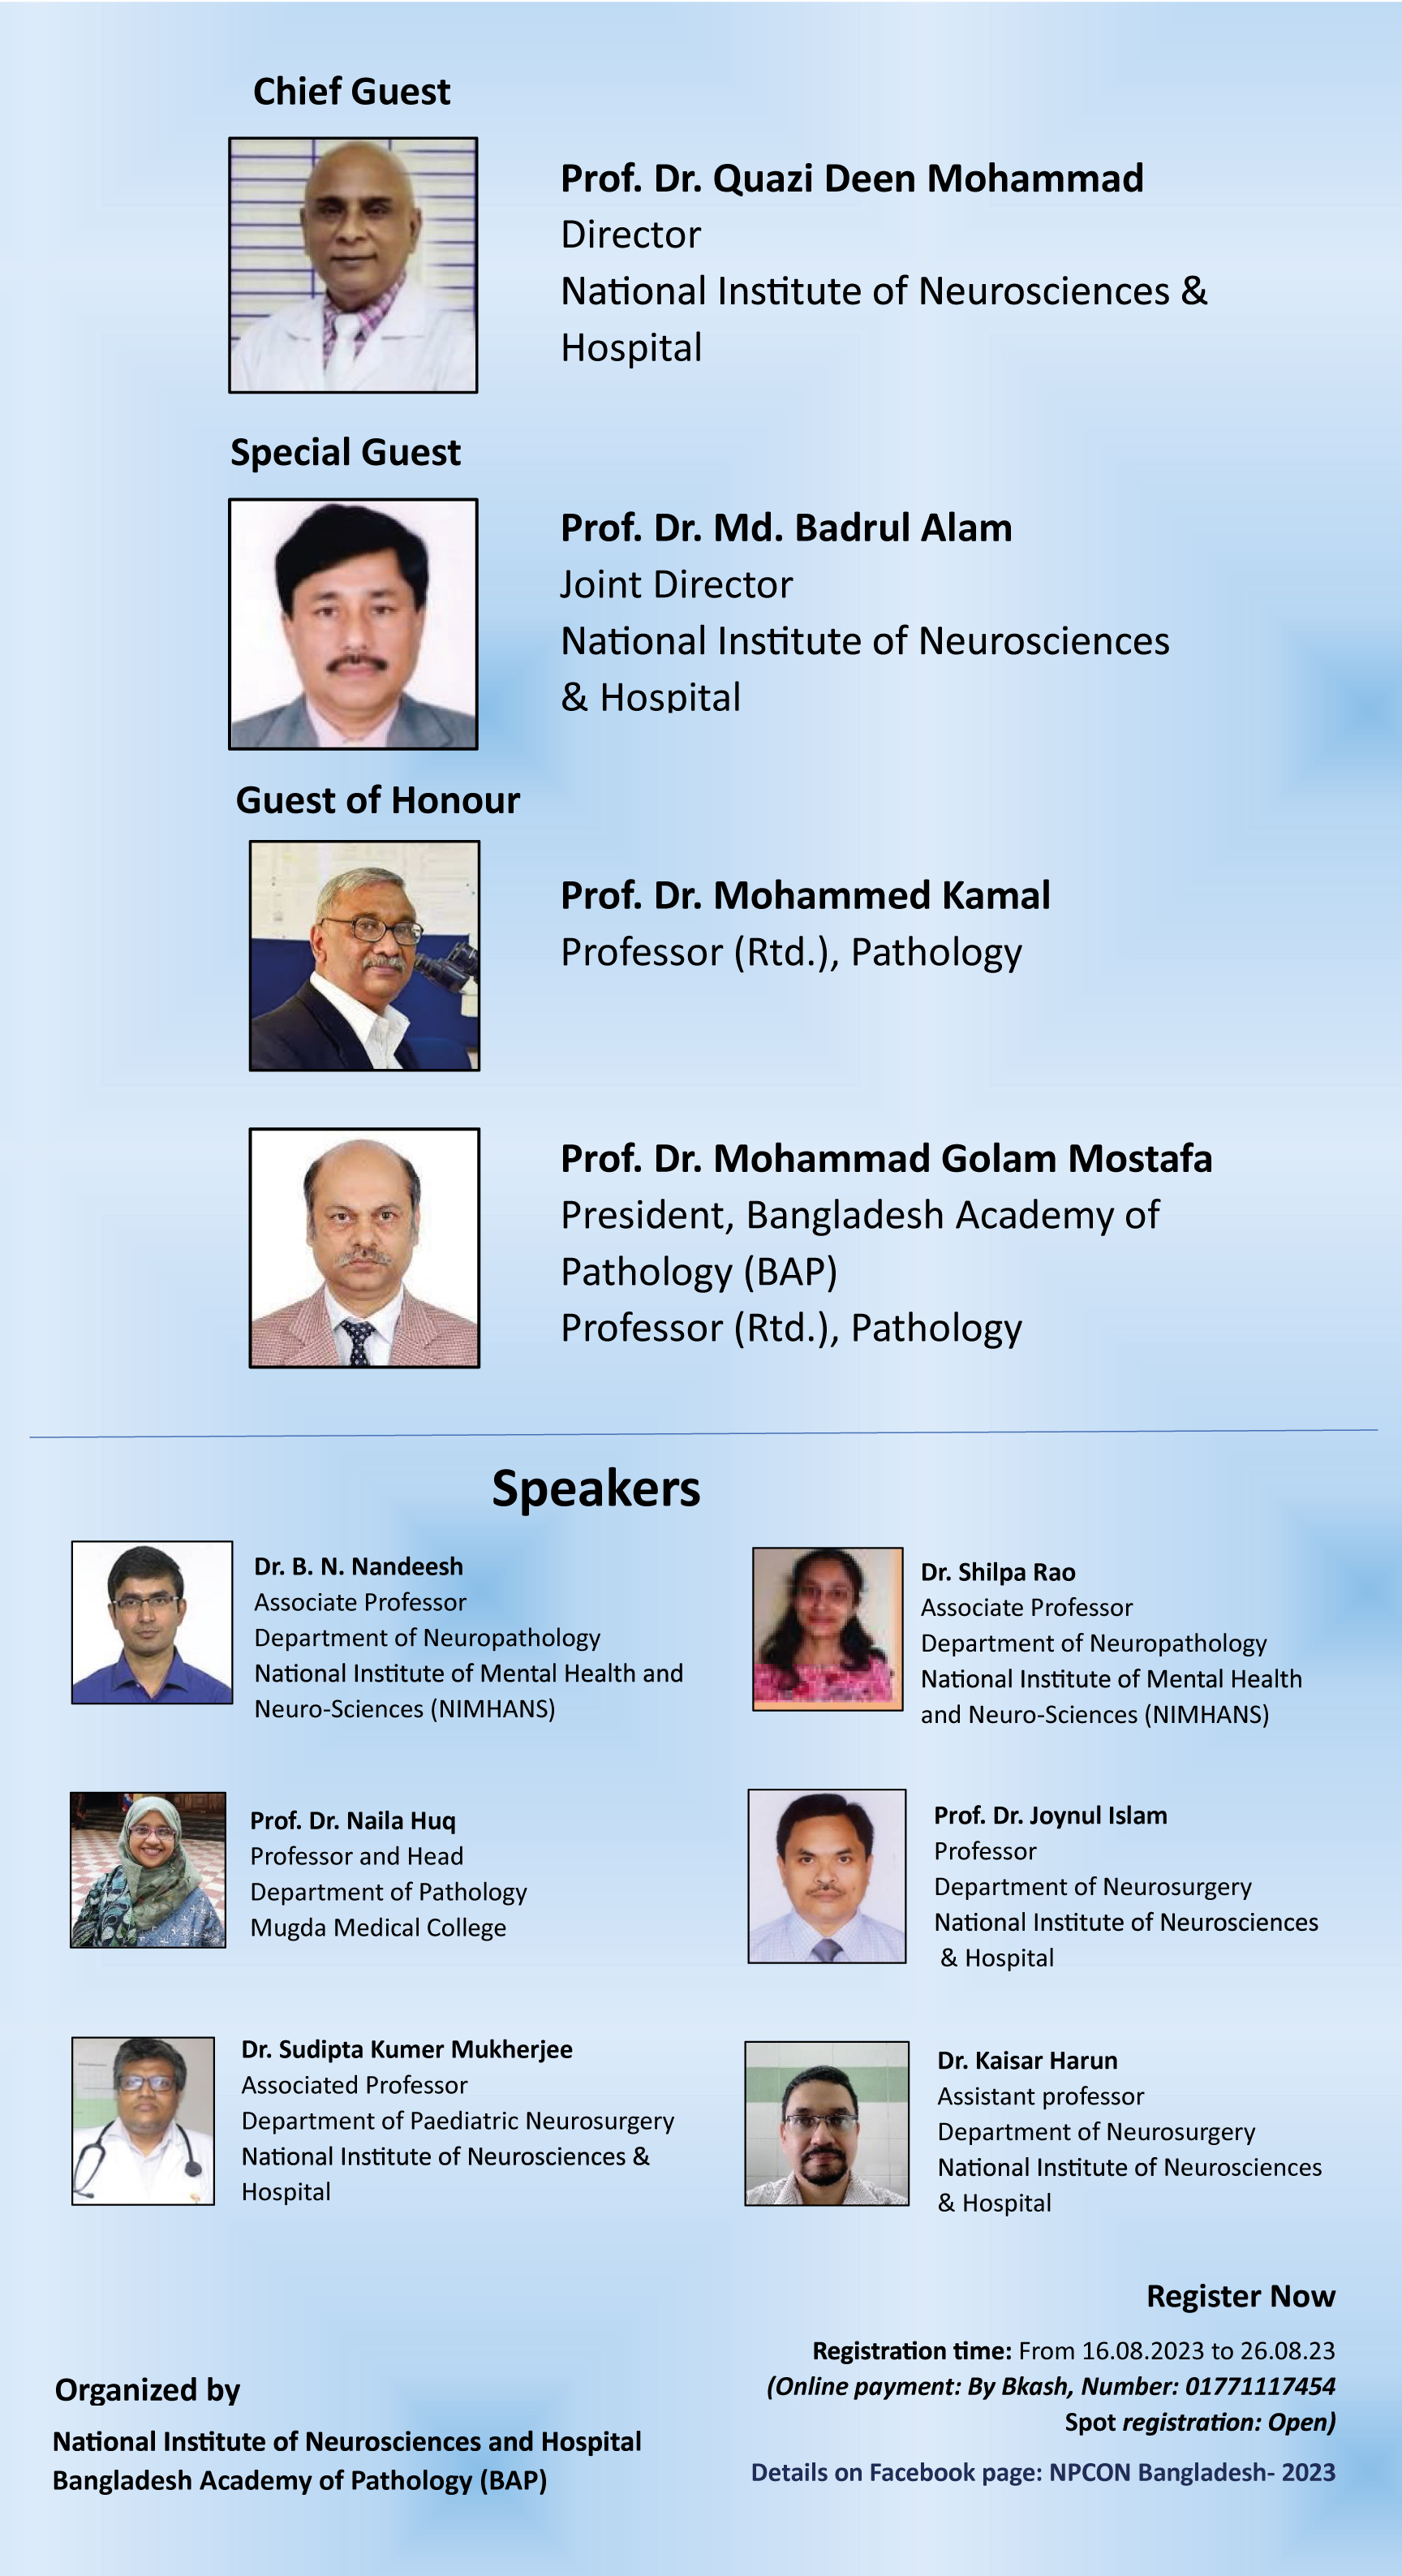 Chief Guest
Prof. Dr. Quazi Deen Mohammad
Director
National Institute of Neurosciences &
Hospital
Special Guest
Prof. Dr. Md. Badrul Alam
Joint Director
National Institute of Neurosciences
& Hospital
Guest of Honour
Prof. Dr. Mohammed Kamal
Professor (Rtd.), Pathology
Prof. Dr. Mohammad Golam Mostafa
President, Bangladesh Academy of
Pathology (BAP)
Professor (Rtd.), Pathology
Speakers
Dr. B. N. Nandeesh
Associate Professor
Department of Neuropathology
National Institute of Mental Health and
Neuro-Sciences (NIMHANS)
Dr. Shilpa Rao
Associate Professor
Department of Neuropathology
National Institute of Mental Health
and Neuro-Sciences (NIMHANS)
Prof. Dr. Naila Huq
Professor and Head
Department of Pathology
Mugda Medical College
Prof. Dr. Joynul Islam
Professor
Department of Neurosurgery
National Institute of Neurosciences
& Hospital
Dr. Sudipta Kumer Mukherjee
Associated Professor
Department of Paediatric Neurosurgery
National Institute of Neurosciences &
Hospital
Dr. Kaisar Harun
Assistant professor
Department of Neurosurgery
National Institute of Neurosciences
& Hospital
Register Now
Registration time: From 16.08.2023 to 26.08.23
(Online payment: By Bkash, Number: 01771117454
Spot registration: Open)
Details on Facebook page: NPCON Bangladesh- 2023
Organized by
National Institute of Neurosciences and Hospital
Bangladesh Academy of Pathology (BAP)